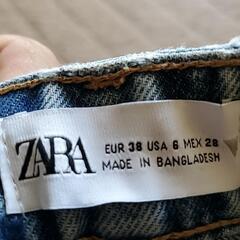 ZARA
EUR 38 USA 6 MEX 28
MADE IN BANGLADESH